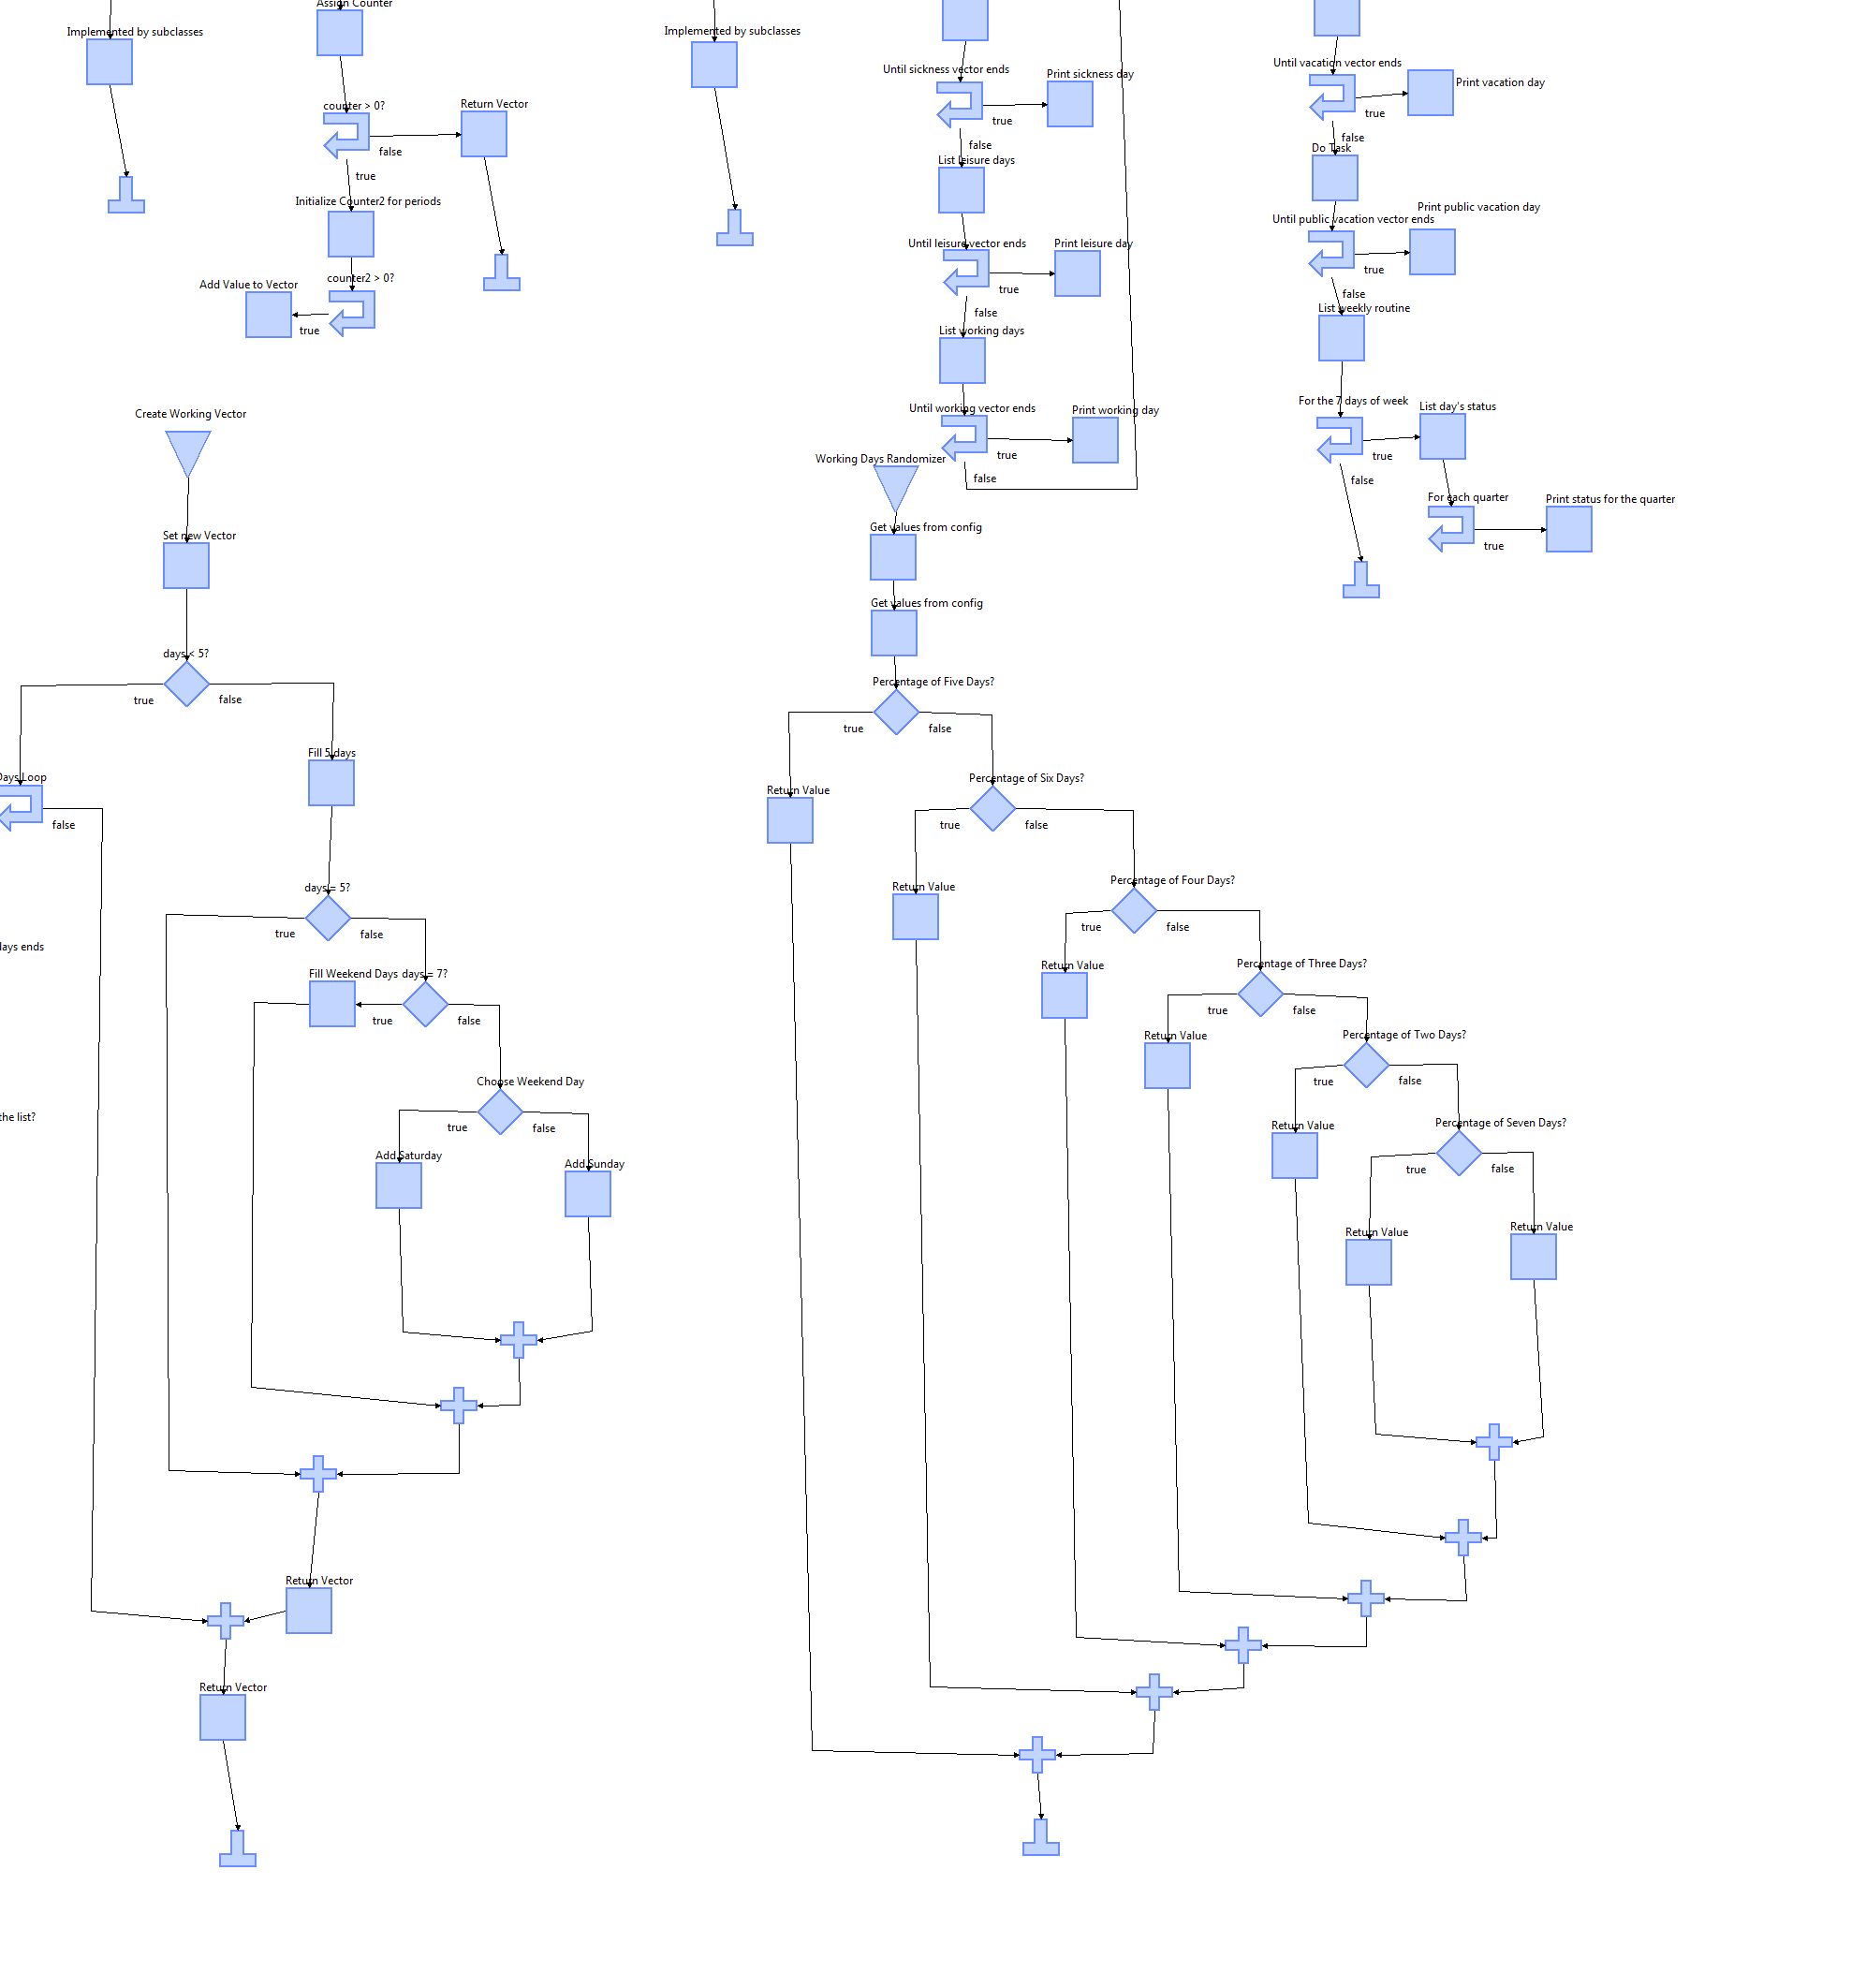 Assign Counter
Implemented by subclasses
counter > 0?
Return Vector
false
true
Initialize Counter2 for periods
counter2 > 0?
Add Value to Vector
true
Implemented by subclasses
Until sickness vector ends
Print sickness day
true
false
List leisure days
Until leisure vector ends
Print leisure day
true
false
List working days
Until working vector ends
Print working day
true
false
Until vacation vector ends
Print vacation day
true
false
Do Task
Print public vacation day
Until public vacation vector ends
true
false
List weekly routine
For the 7 days of week
List day's status
true
false
For each quarter
Print status for the quarter
true
Create Working Vector
Set new Vector
days < 5?
true
false
Days Loop
false
Fill 5 days
days = 5?
true
false
days ends
Fill Weekend Days
days = 7?
true
false
Choose Weekend Day
true
false
the list?
Add Saturday
Add Sunday
Return Vector
Return Vector
Working Days Randomizer
Get values from config
Get values from config
Percentage of Five Days?
true
false
Return Value
Percentage of Six Days?
true
false
Return Value
Percentage of Four Days?
true
false
Return Value
Percentage of Three Days?
true
false
Return Value
Percentage of Two Days?
true
false
Return Value
Percentage of Seven Days?
true
false
Return Value
Return Value